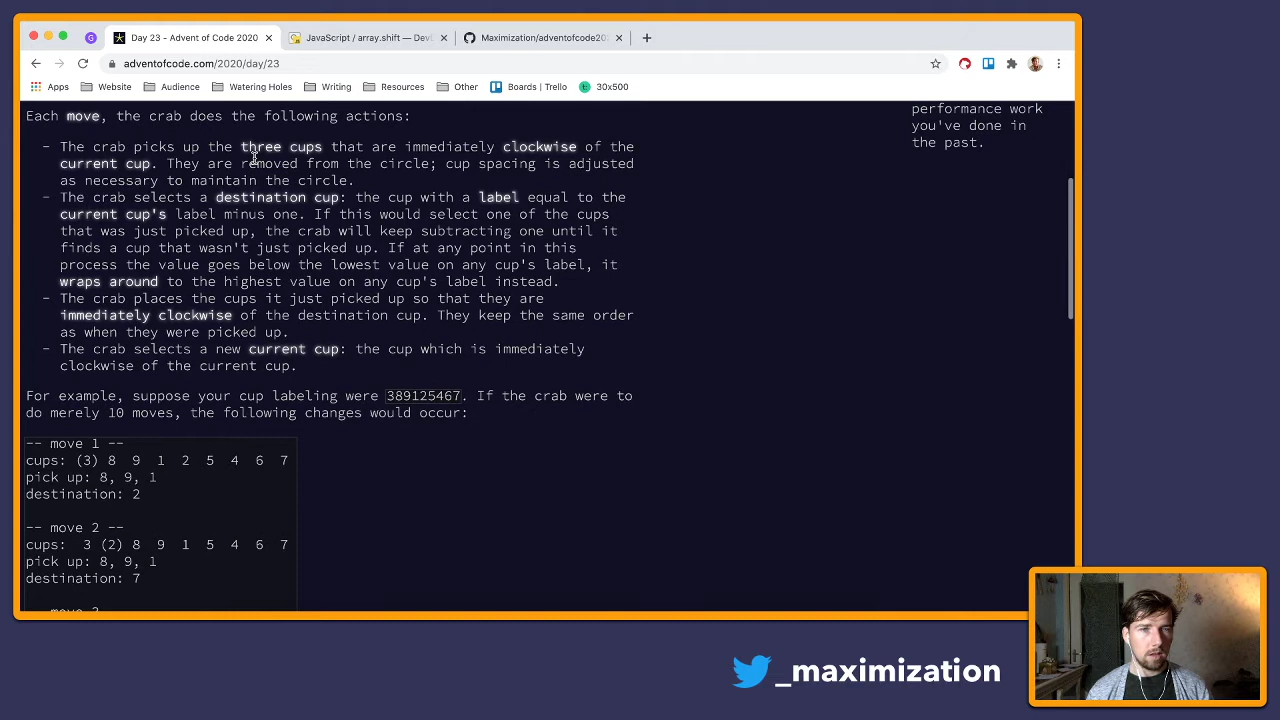 Day 23 - Advent of Code 2020
JavaScript / array.shift — DevD
Maximization/adventofcode202
adventofcode.com/2020/day/23
Apps Website Audience Watering Holes Writing Resources Other Boards | Trello 30x500
Each move, the crab does the following actions:
- The crab picks up the three cups that are immediately clockwise of the
current cup. They are removed from the circle; cup spacing is adjusted
as necessary to maintain the circle.
- The crab selects a destination cup: the cup with a label equal to the
current cup's label minus one. If this would select one of the cups
that was just picked up, the crab will keep subtracting one until it
finds a cup that wasn't just picked up. If at any point in this
process the value goes below the lowest value on any cup's label, it
wraps around to the highest value on any cup's label instead.
- The crab places the cups it just picked up so that they are
immediately clockwise of the destination cup. They keep the same order
as when they were picked up.
- The crab selects a new current cup: the cup which is immediately
clockwise of the current cup.
For example, suppose your cup labeling were 389125467. If the crab were to
do merely 10 moves, the following changes would occur:
-- move 1 --
cups: (3) 8 9 1 2 5 4 6 7
pick up: 8, 9, 1
destination: 2
-- move 2 --
cups: 3 (2) 8 9 1 5 4 6 7
pick up: 8, 9, 1
destination: 7
performance work
you've done in
the past.
_maximization